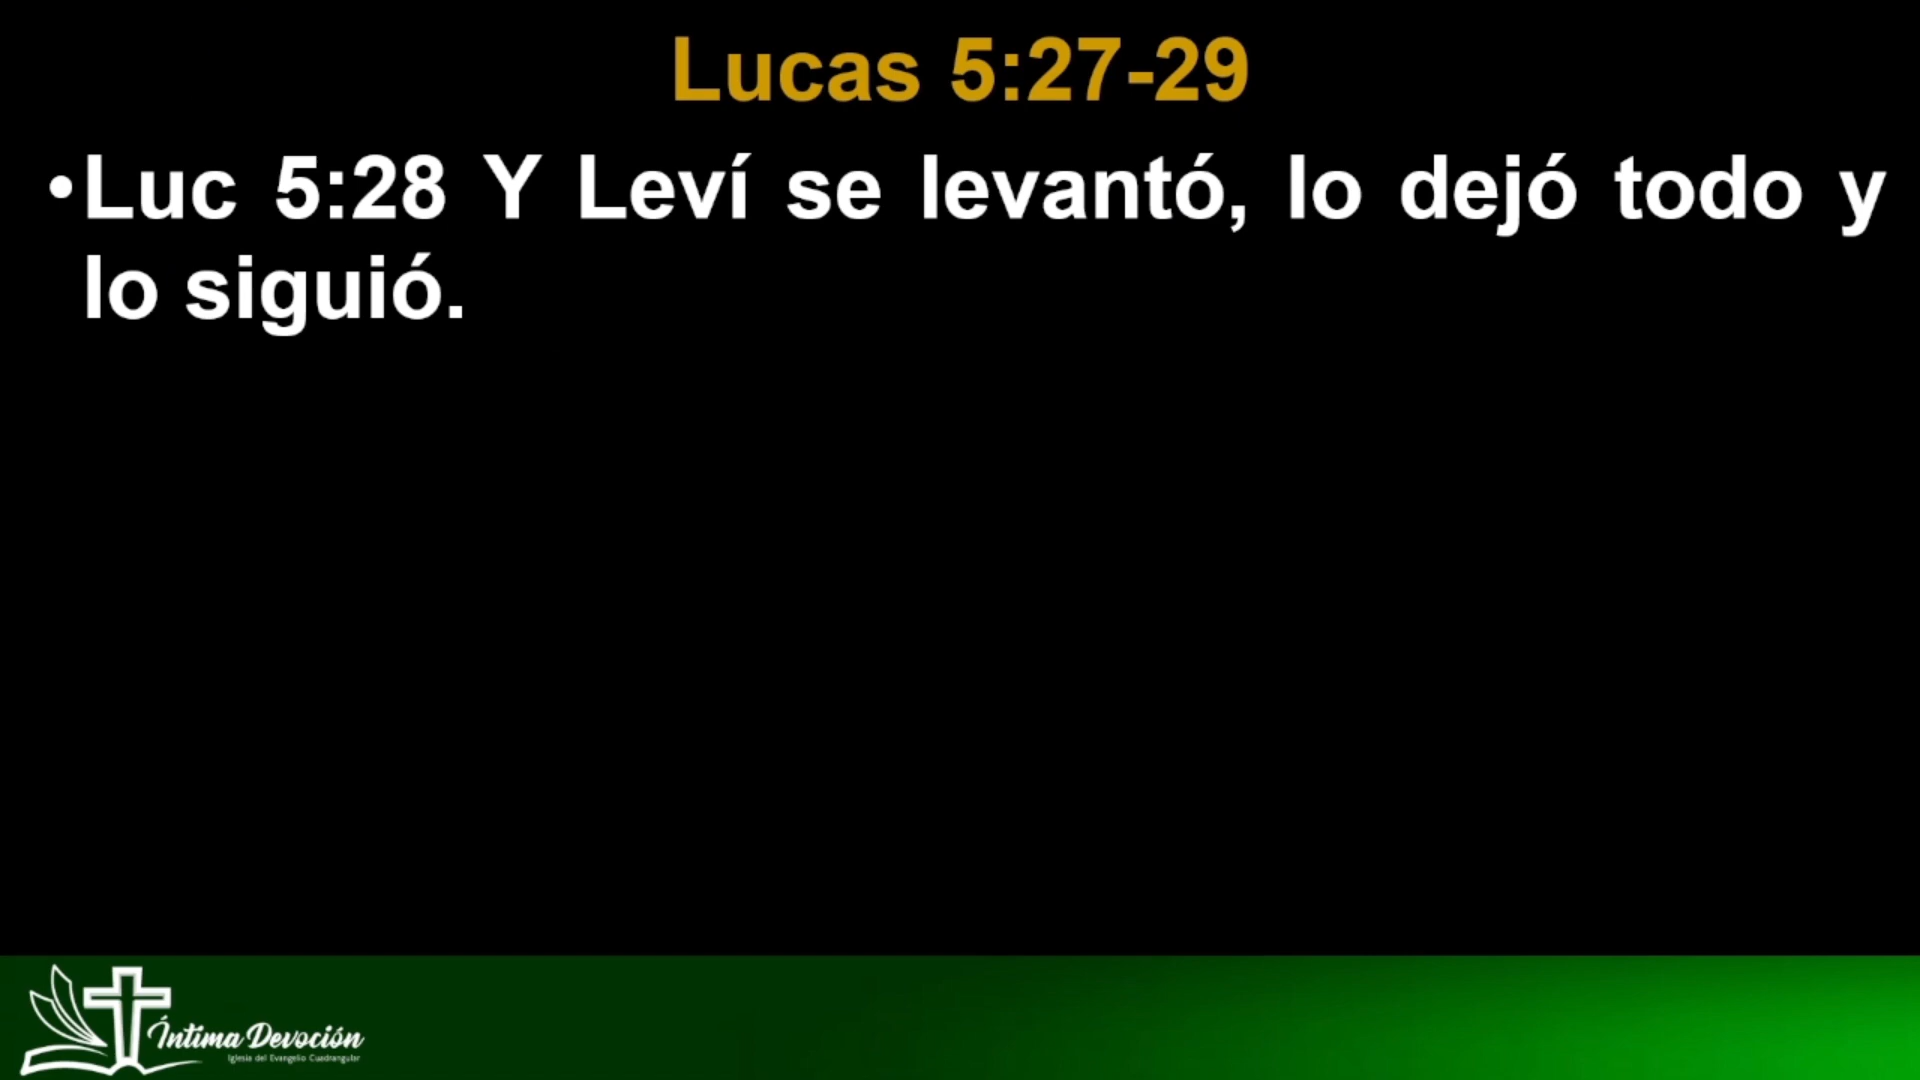 Lucas 5:27-29
•Luc 5:28 Y Leví se levantó, lo dejó todo y
lo siguió.
Íntima Devoción
Iglesia del Evangelio Cuadrangular